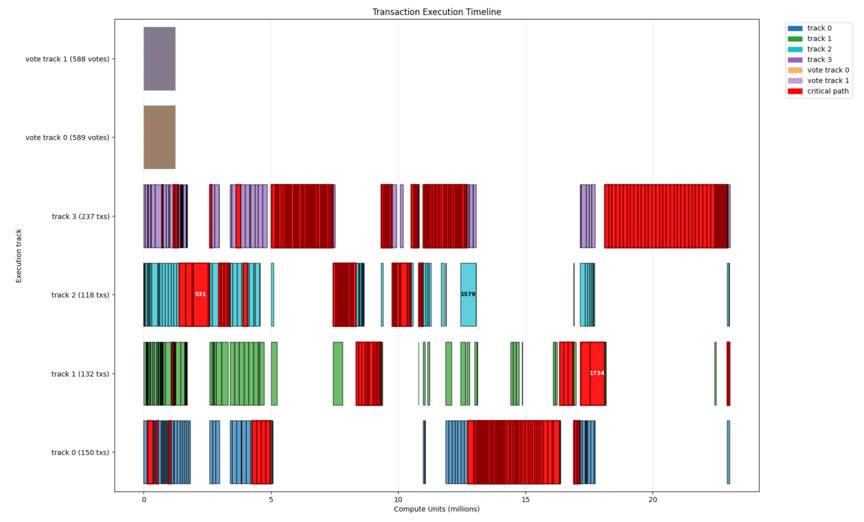 Transaction Execution Timeline
track 0
track 1
track 2
track 3
vote track 0
vote track 1
critical path
Execution track
vote track 1 (588 votes)
vote track 0 (589 votes)
track 3 (237 txs)
track 2 (118 txs)
531
1579
track 1 (132 txs)
1734
track 0 (150 txs)
0
5
10
15
20
Compute Units (millions)